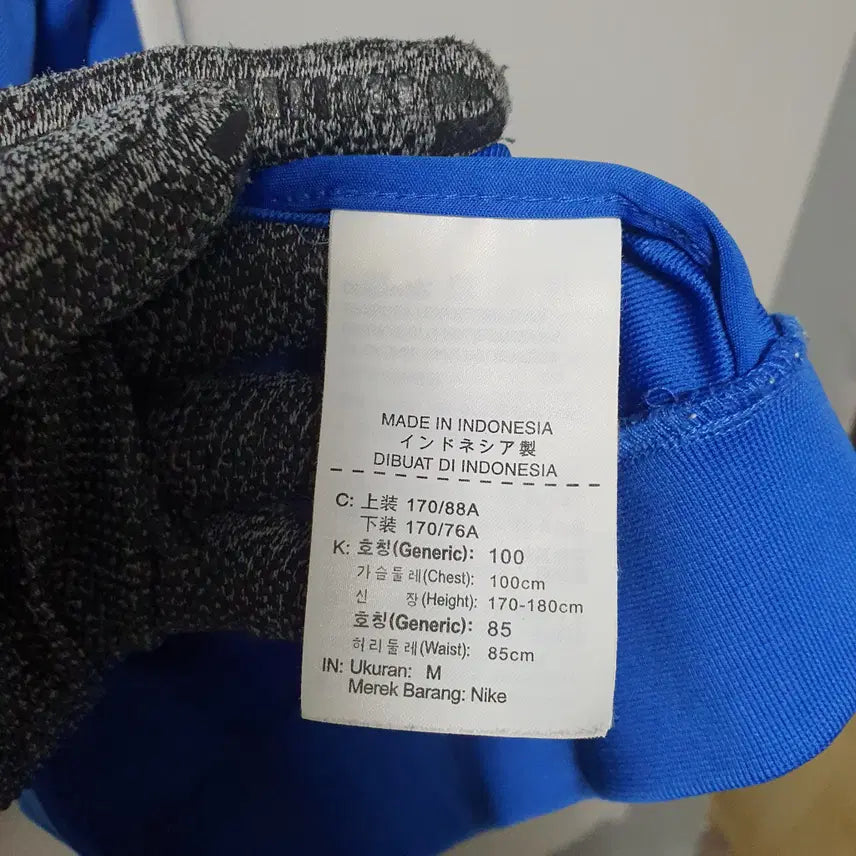 MADE IN INDONESIA
インドネシア製
DIBUAT DI INDONESIA
C: 上装 170/88A
下装 170/76A
K: 호칭(Generic): 100
가슴둘레(Chest): 100cm
신 장(Height): 170-180cm
호칭(Generic): 85
허리둘레(Waist): 85cm
IN: Ukuran: M
Merek Barang: Nike